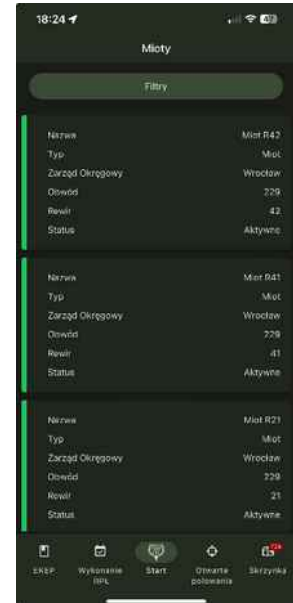 18:24
Mioty
Filtry
Nazwa Miot R42
Typ Miot
Zarząd Okręgowy Wrocław
Obwód 229
Rewir 42
Status Aktywne
Nazwa Miot R41
Typ Miot
Zarząd Okręgowy Wrocław
Obwód 229
Rewir 41
Status Aktywne
Nazwa Miot R21
Typ Miot
Zarząd Okręgowy Wrocław
Obwód 229
Rewir 21
Status Aktywne
EKEP Wykonanie Start Otwarte Skrzynka
RPŁ polowania